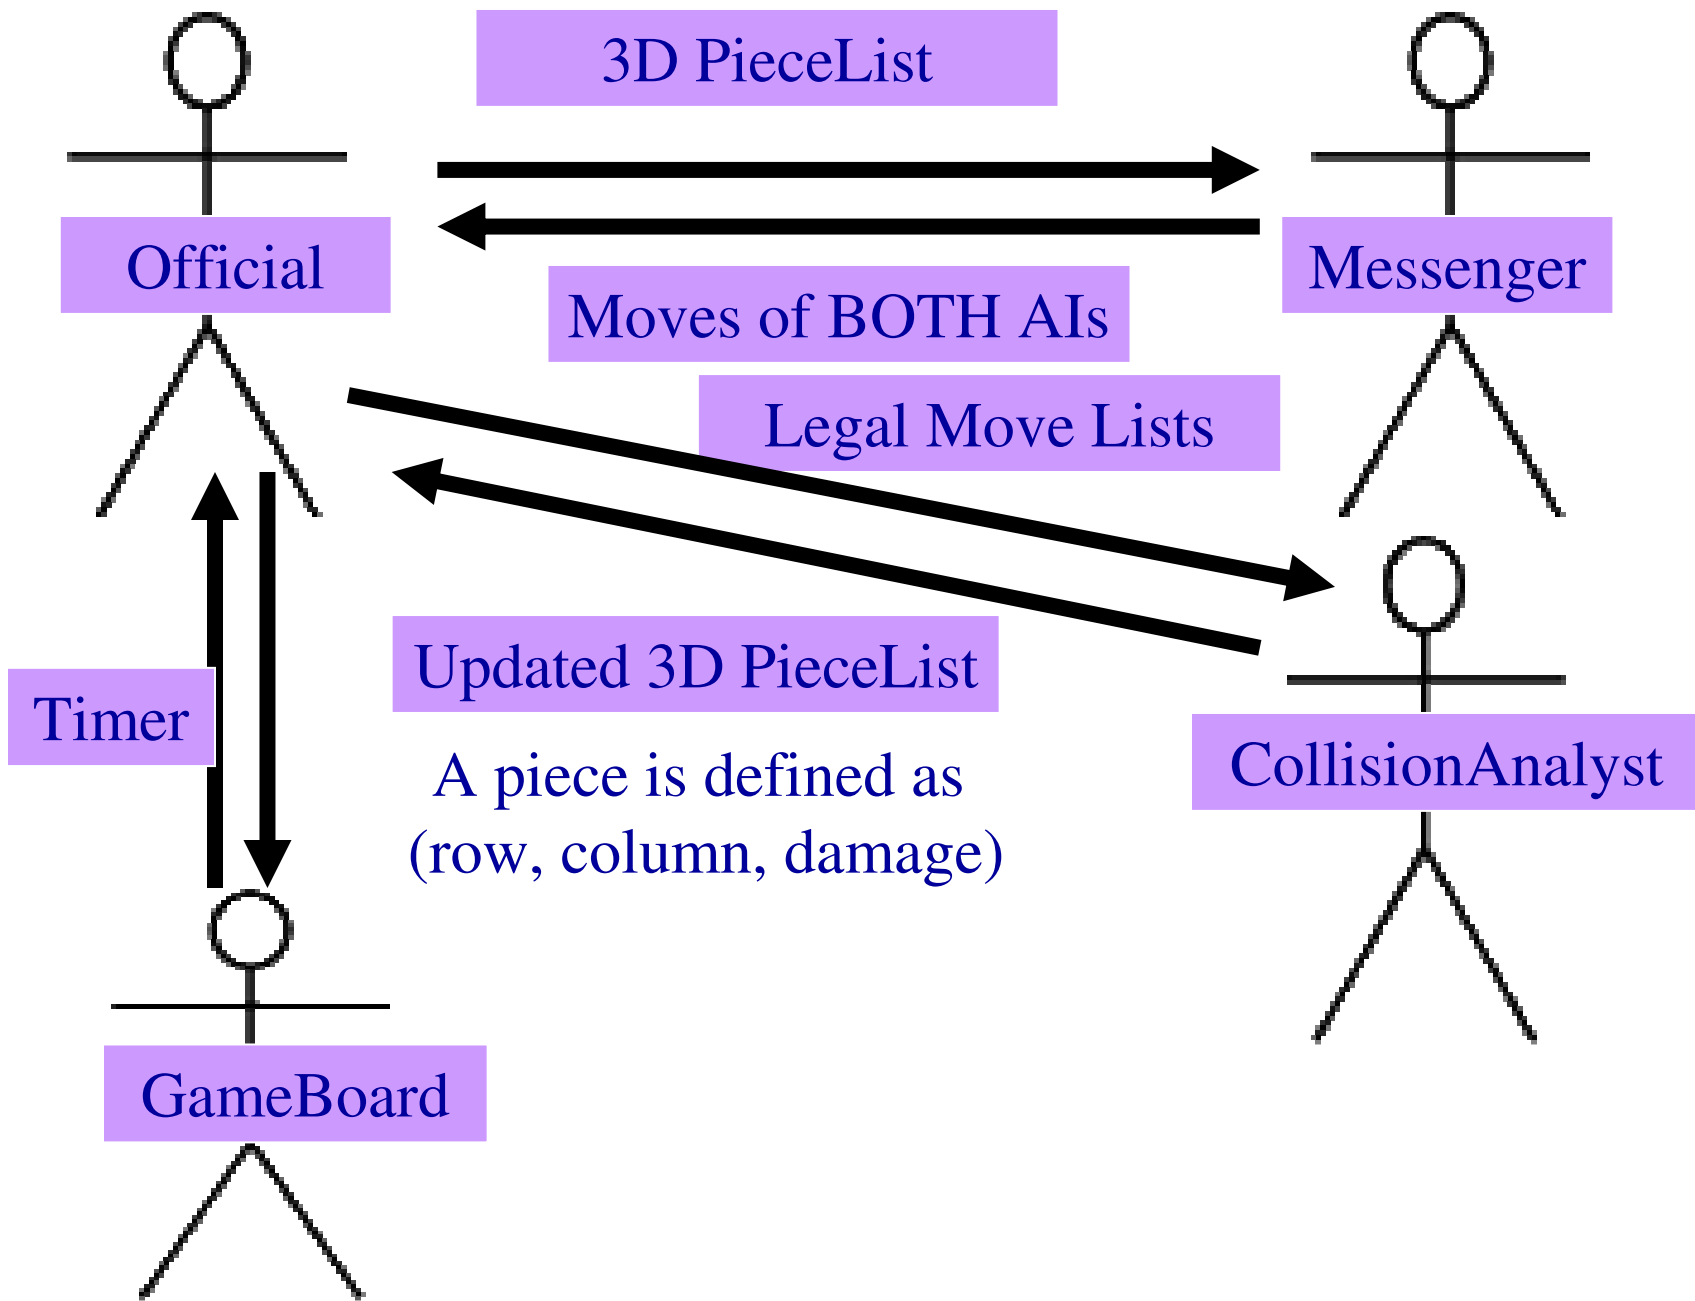 3D PieceList
Official
Messenger
Moves of BOTH AIs
Legal Move Lists
Updated 3D PieceList
Timer
CollisionAnalyst
A piece is defined as
(row, column, damage)
GameBoard